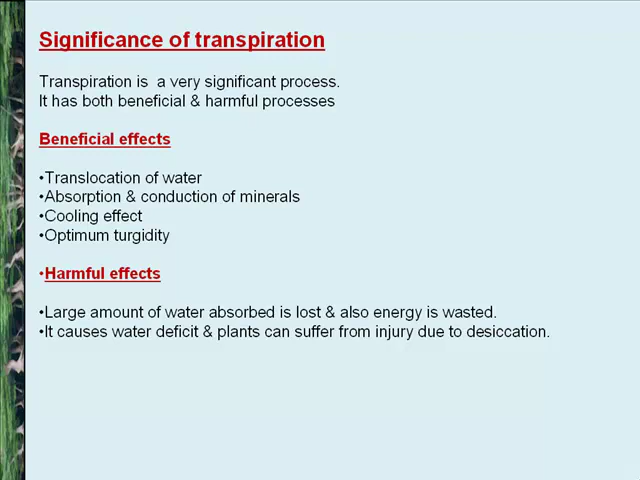 Significance of transpiration
Transpiration is  a very significant process.
It has both beneficial & harmful processes
Beneficial effects
•Translocation of water
•Absorption & conduction of minerals
•Cooling effect
•Optimum turgidity
•Harmful effects
•Large amount of water absorbed is lost & also energy is wasted.
•It causes water deficit & plants can suffer from injury due to desiccation.